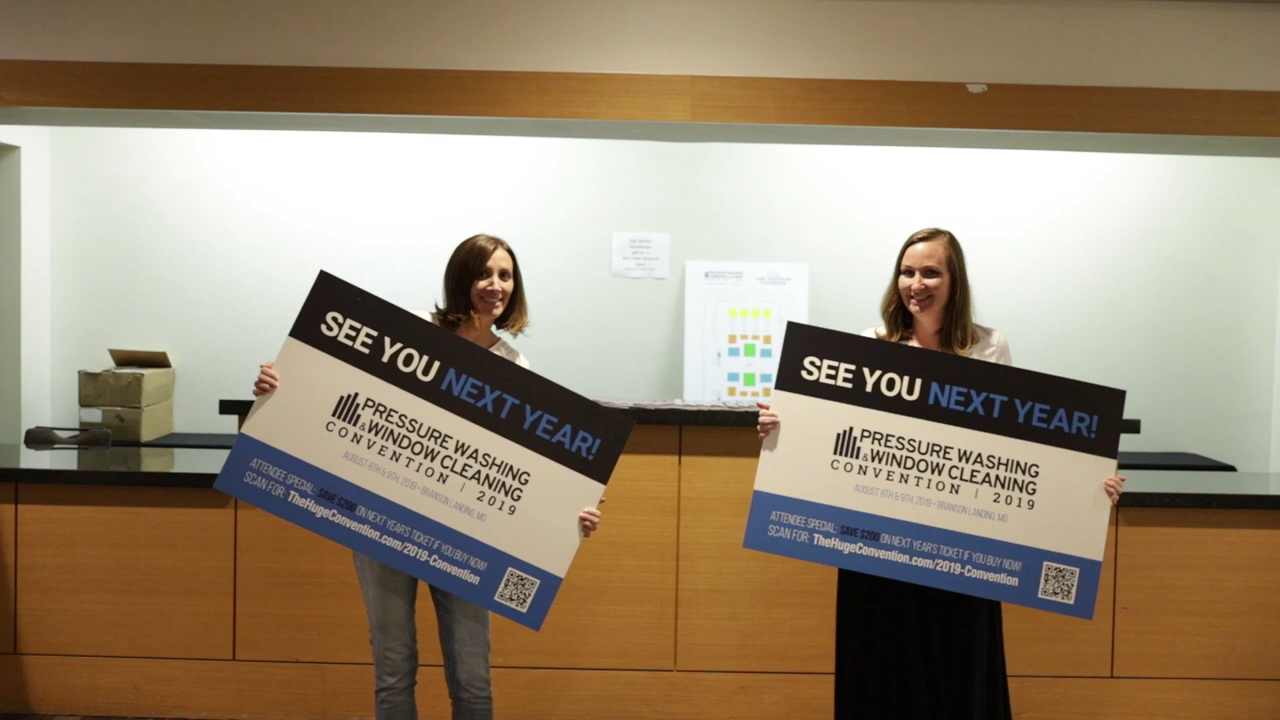 SEE YOU NEXT YEAR!
PRESSURE WASHING
& WINDOW CLEANING
CONVENTION | 2019
AUGUST 8TH & 9TH, 2019 • BRANSON LANDING, MO
ATTENDEE SPECIAL: SAVE $200 ON NEXT YEAR'S TICKET IF YOU BUY NOW!
SCAN FOR: TheHugeConvention.com/2019-Convention
SEE YOU NEXT YEAR!
PRESSURE WASHING
& WINDOW CLEANING
CONVENTION | 2019
AUGUST 8TH & 9TH, 2019 • BRANSON LANDING, MO
ATTENDEE SPECIAL: SAVE $200 ON NEXT YEAR'S TICKET IF YOU BUY NOW!
SCAN FOR: TheHugeConvention.com/2019-Convention
PRESSURE WASHING